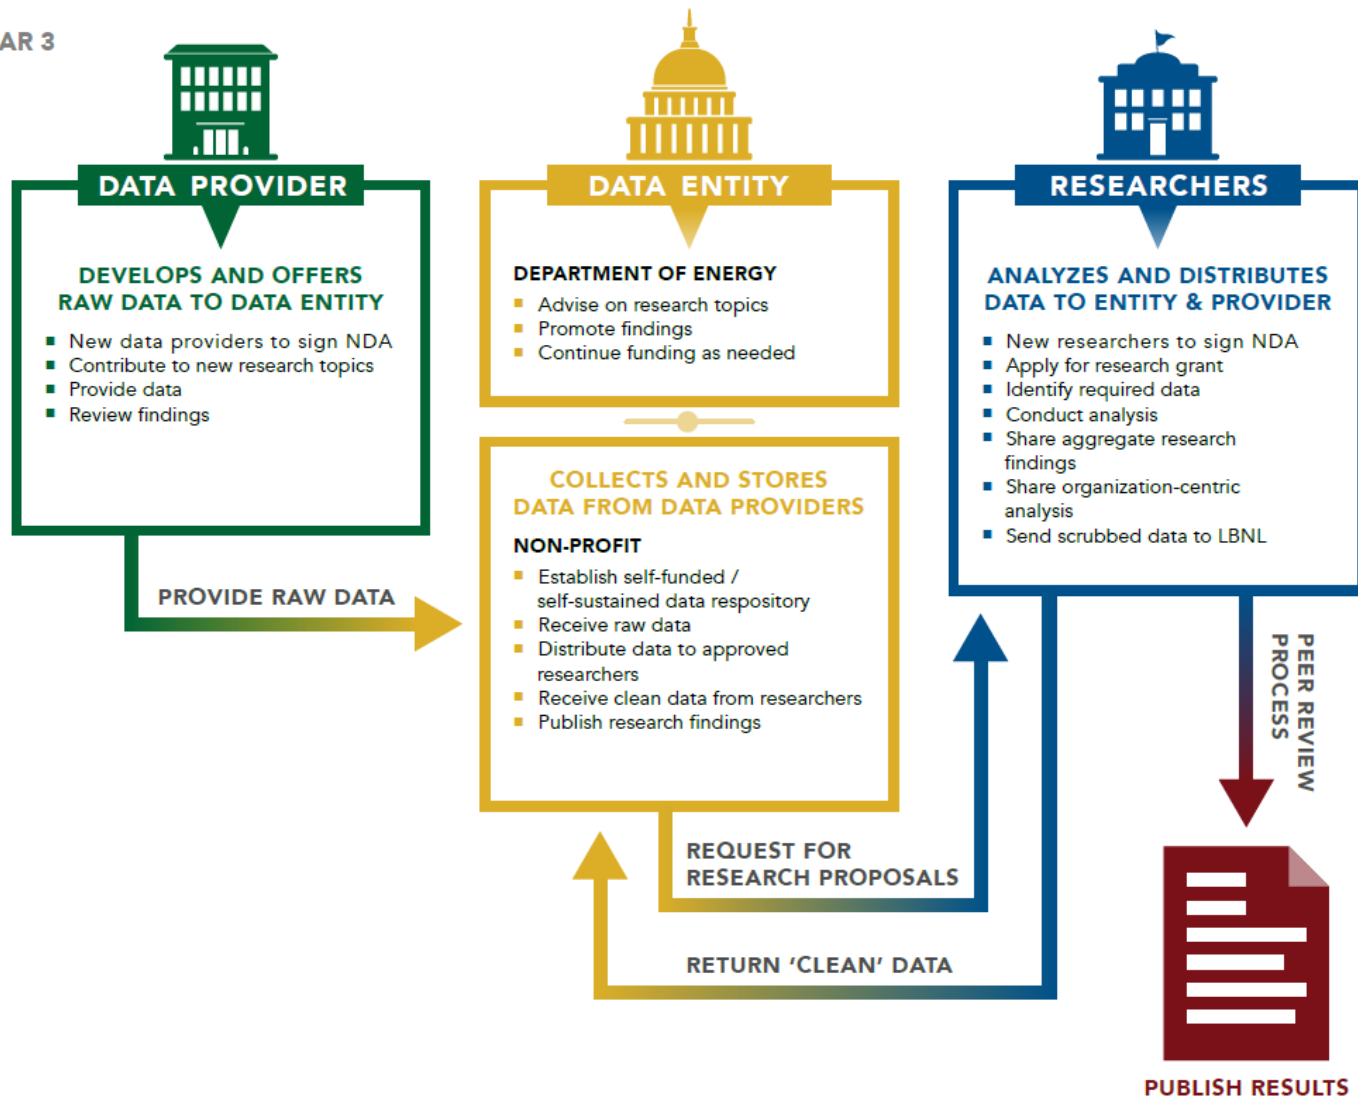 AR 3
DATA PROVIDER
DEVELOPS AND OFFERS
RAW DATA TO DATA ENTITY
New data providers to sign NDA
Contribute to new research topics
Provide data
Review findings
PROVIDE RAW DATA
DATA ENTITY
DEPARTMENT OF ENERGY
Advise on research topics
Promote findings
Continue funding as needed
COLLECTS AND STORES
DATA FROM DATA PROVIDERS
NON-PROFIT
Establish self-funded /
self-sustained data respository
Receive raw data
Distribute data to approved
researchers
Receive clean data from researchers
Publish research findings
REQUEST FOR
RESEARCH PROPOSALS
RETURN ‘CLEAN’ DATA
RESEARCHERS
ANALYZES AND DISTRIBUTES
DATA TO ENTITY & PROVIDER
New researchers to sign NDA
Apply for research grant
Identify required data
Conduct analysis
Share aggregate research
findings
Share organization-centric
analysis
Send scrubbed data to LBNL
PEER REVIEW
PROCESS
PUBLISH RESULTS